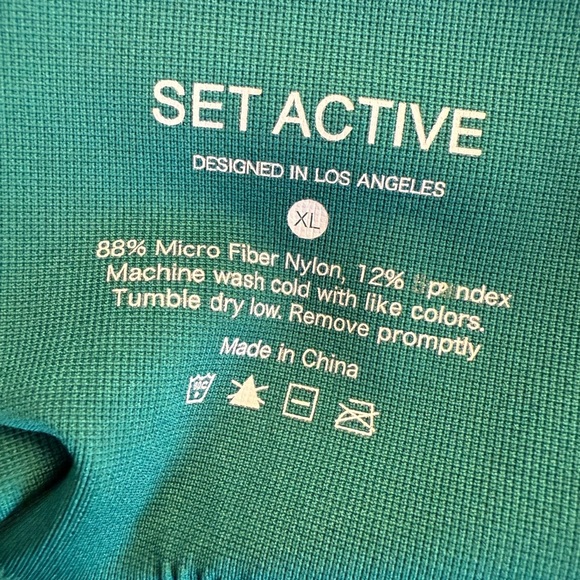 SET ACTIVE
DESIGNED IN LOS ANGELES
XL
88% Micro Fiber Nylon, 12%
Machine wash cold with like colors.
Tumble dry low. Remove promptly
Made in China